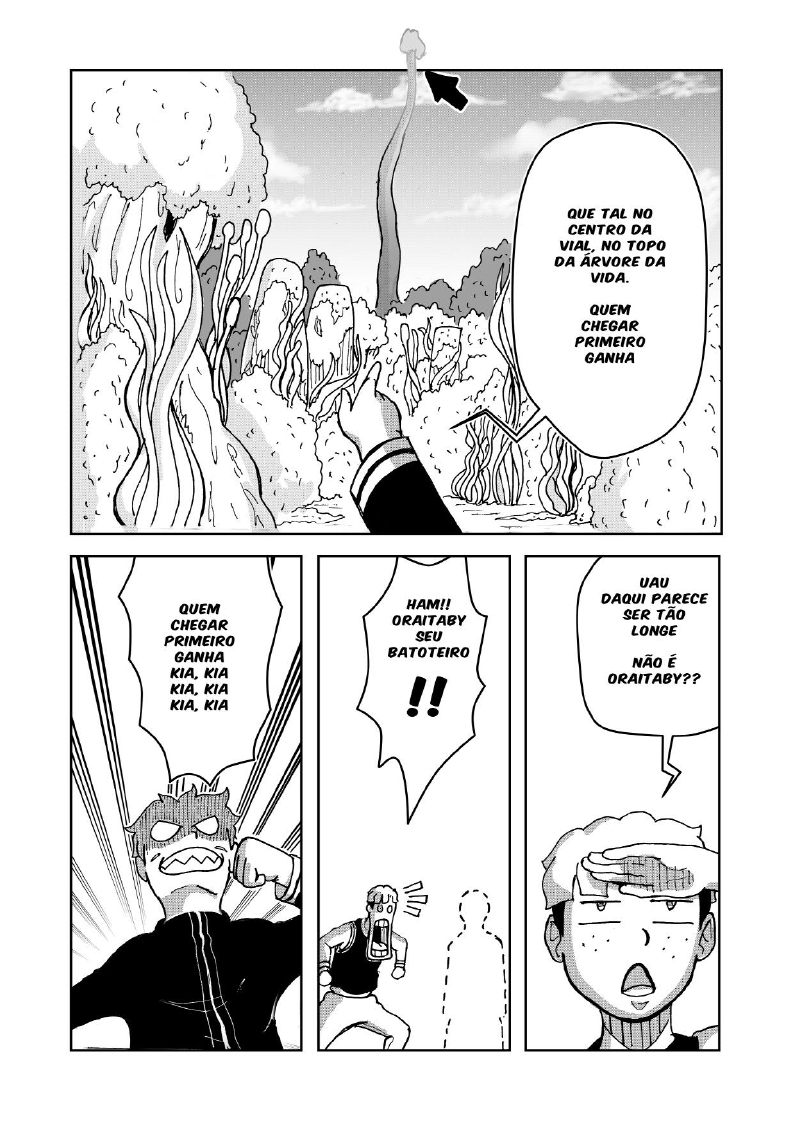 QUE TAL NO
CENTRO DA
VIAL, NO TOPO
DA ÁRVORE DA
VIDA.
QUEM
CHEGAR
PRIMEIRO
GANHA
UAU
DAQUI PARECE
SER TÃO
LONGE
NÃO É
ORAITABY??
HAM!!
ORAITABY
SEU
BATOTEIRO
!!
QUEM
CHEGAR
PRIMEIRO
GANHA
KIA, KIA
KIA, KIA
KIA, KIA